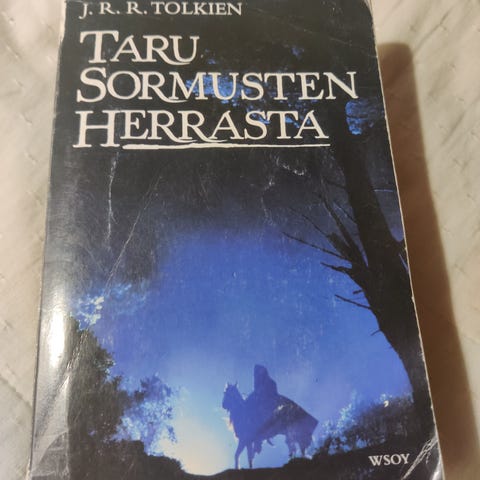 J. R. R. TOLKIEN
TARU
SORMUSTEN
HERRASTA
WSOY